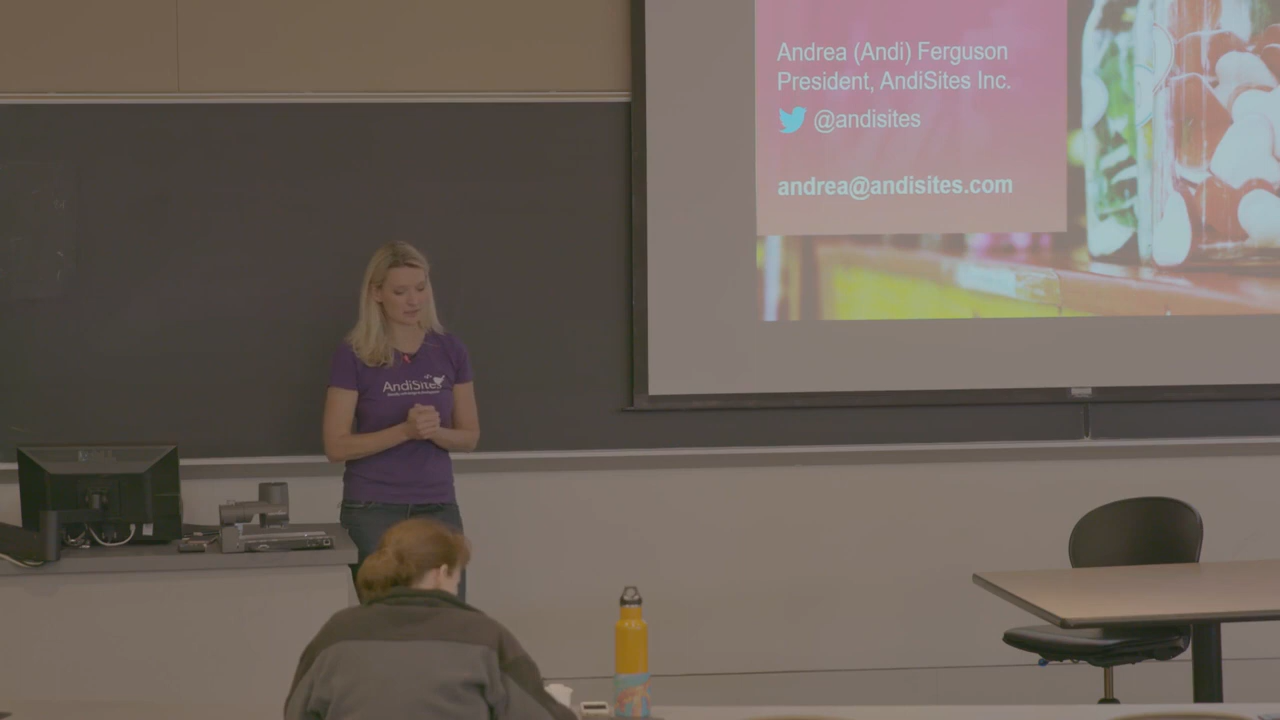 Andrea (Andi) Ferguson
President, AndiSites Inc.
@andisites
andrea@andisites.com
AndiSites